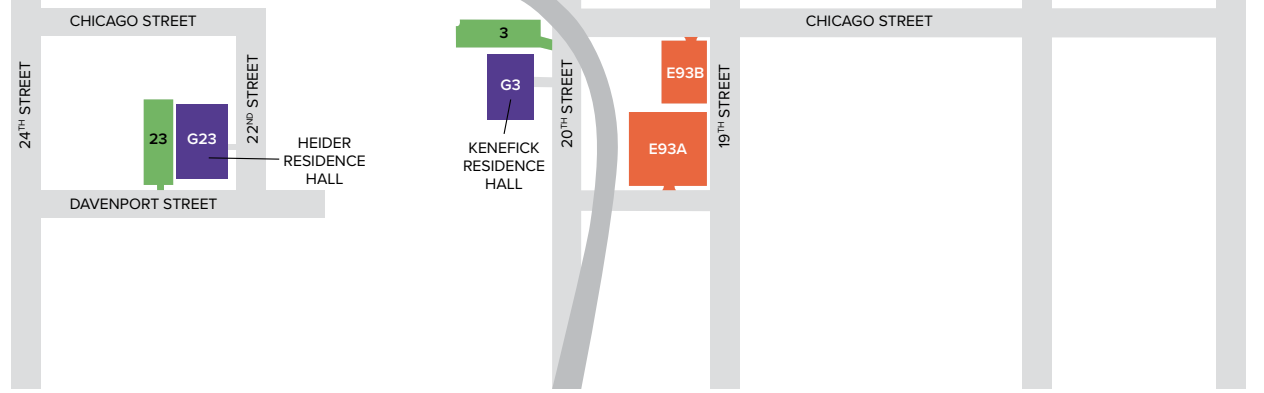 CHICAGO STREET
3
CHICAGO STREET
24TH STREET
22ND STREET
G3
20TH STREET
E93B
19TH STREET
23
G23
HEIDER
RESIDENCE
HALL
KENEFICK
RESIDENCE
HALL
E93A
DAVENPORT STREET